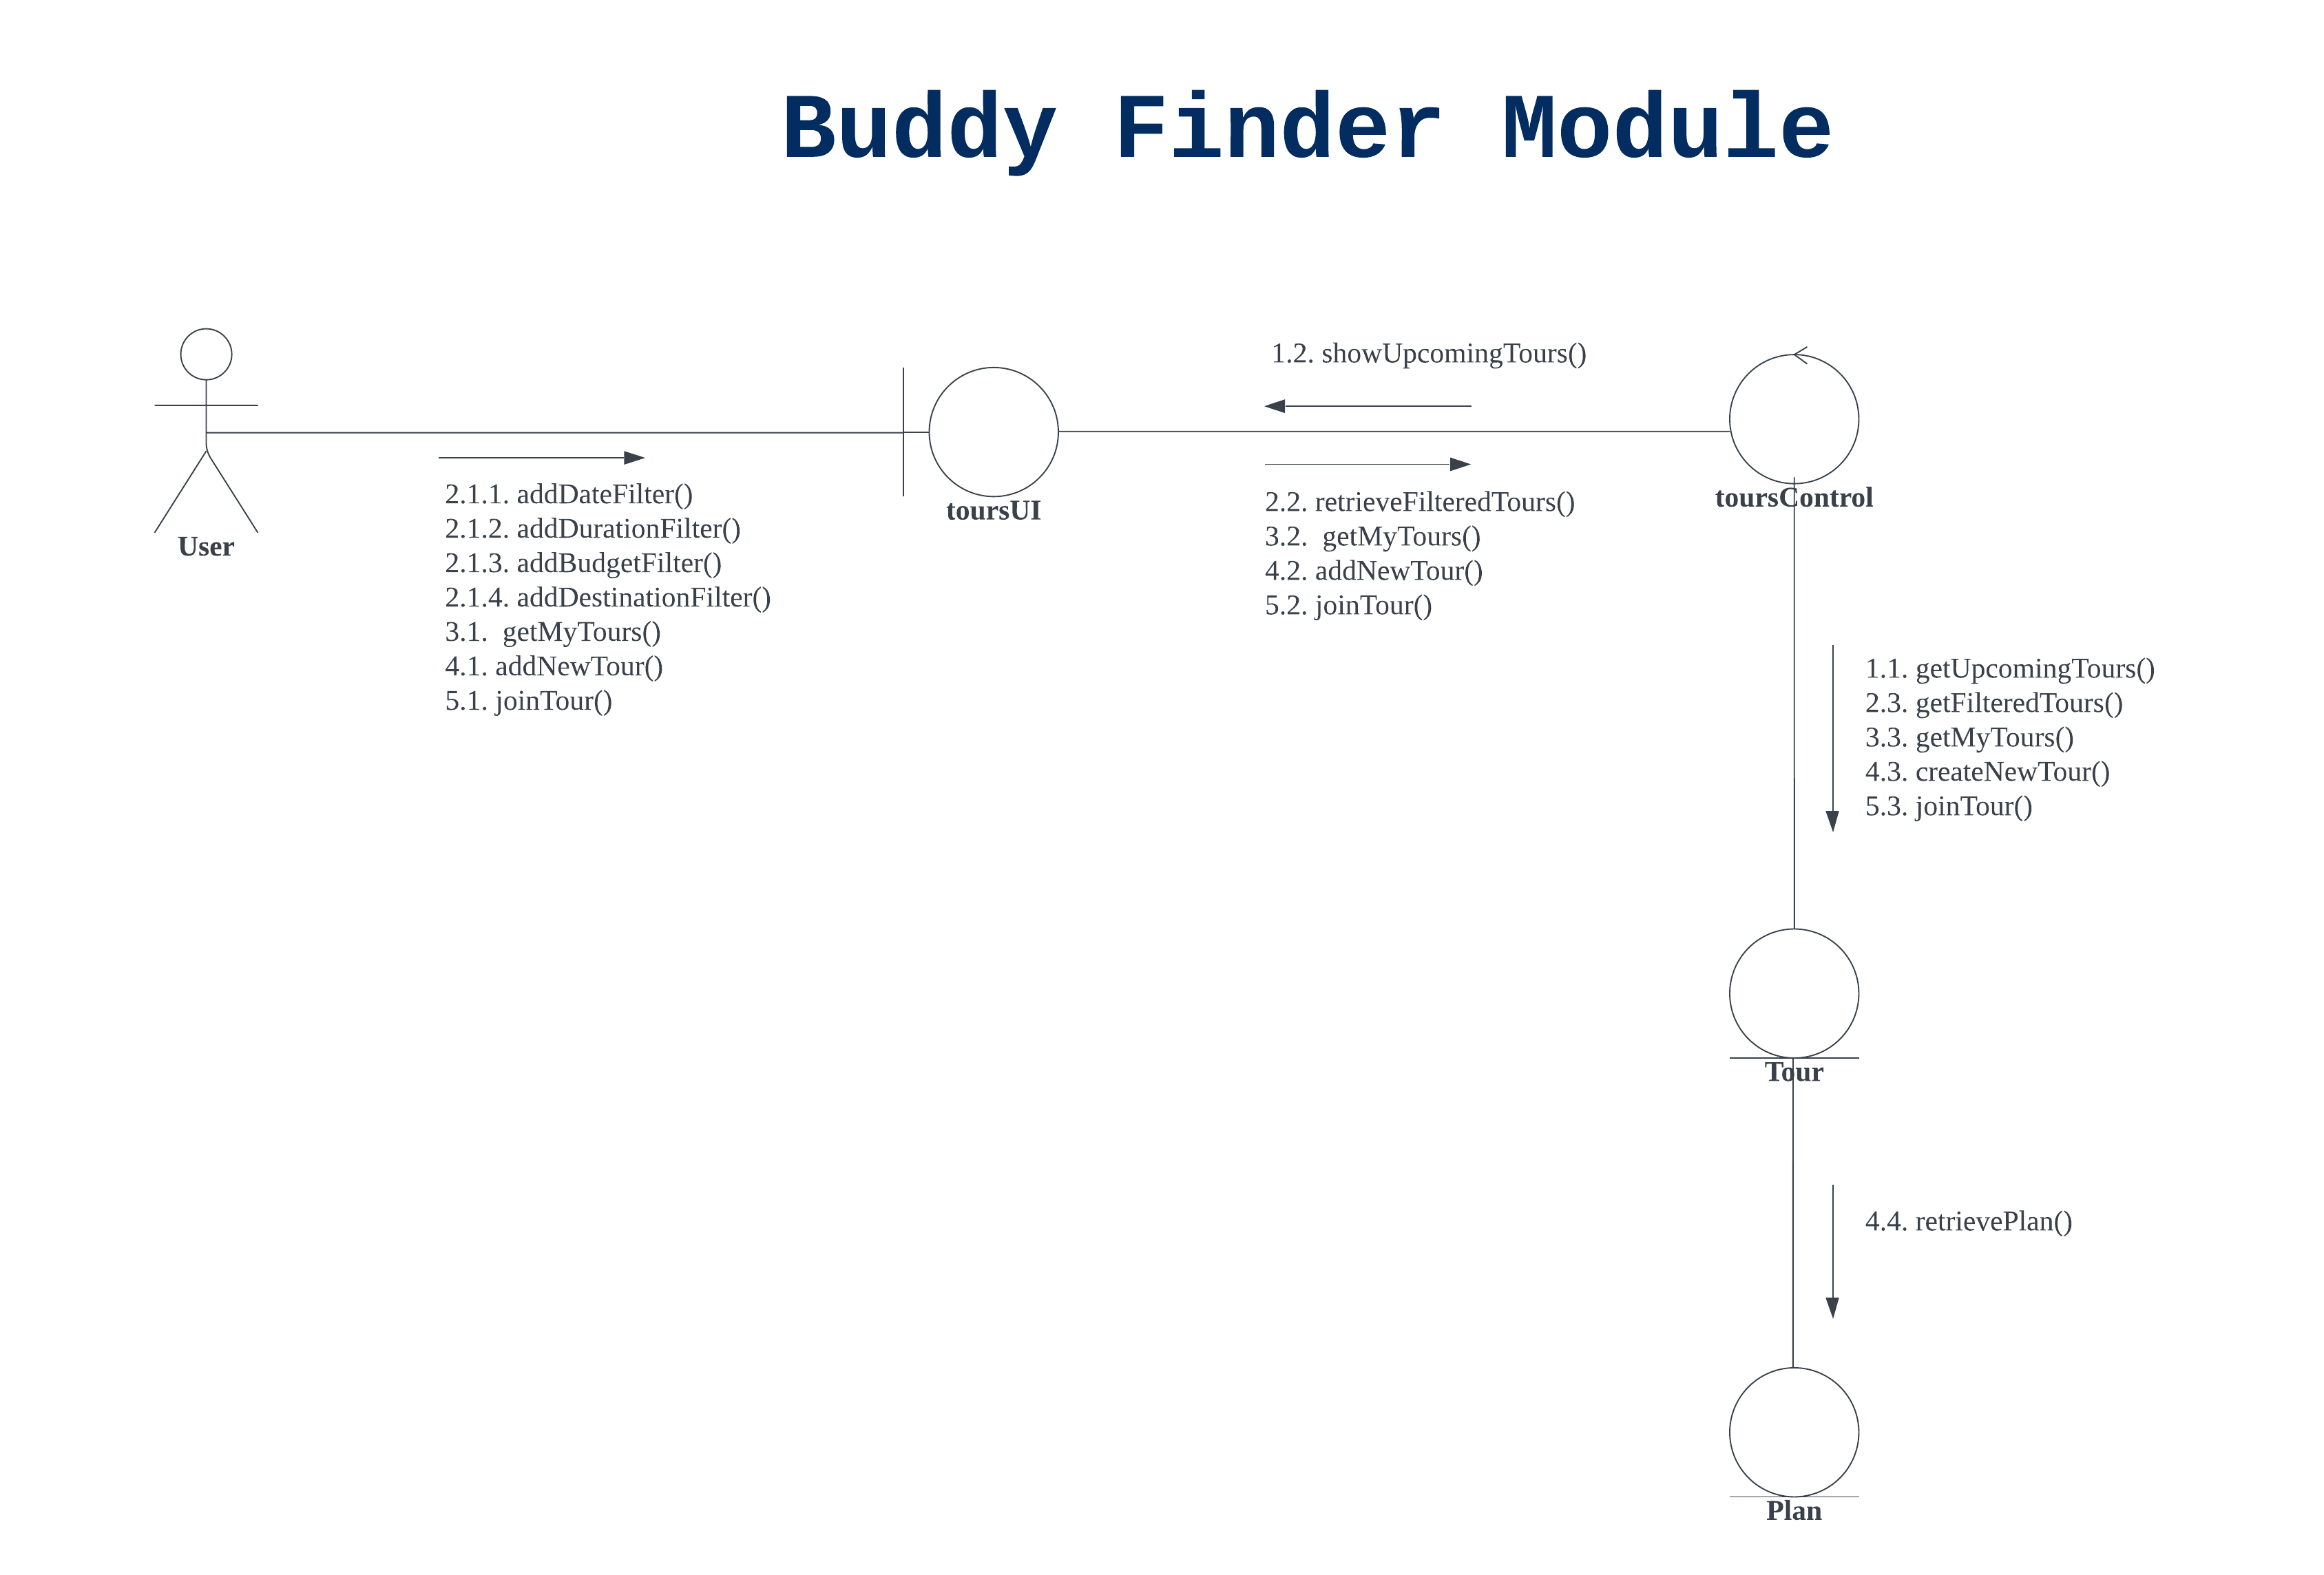 Buddy Finder Module
1.2. showUpcomingTours()
User
2.1.1. addDateFilter()
2.1.2. addDurationFilter()
2.1.3. addBudgetFilter()
2.1.4. addDestinationFilter()
3.1.  getMyTours()
4.1. addNewTour()
5.1. joinTour()
toursUI
2.2. retrieveFilteredTours()
3.2.  getMyTours()
4.2. addNewTour()
5.2. joinTour()
toursControl
1.1. getUpcomingTours()
2.3. getFilteredTours()
3.3. getMyTours()
4.3. createNewTour()
5.3. joinTour()
Tour
4.4. retrievePlan()
Plan